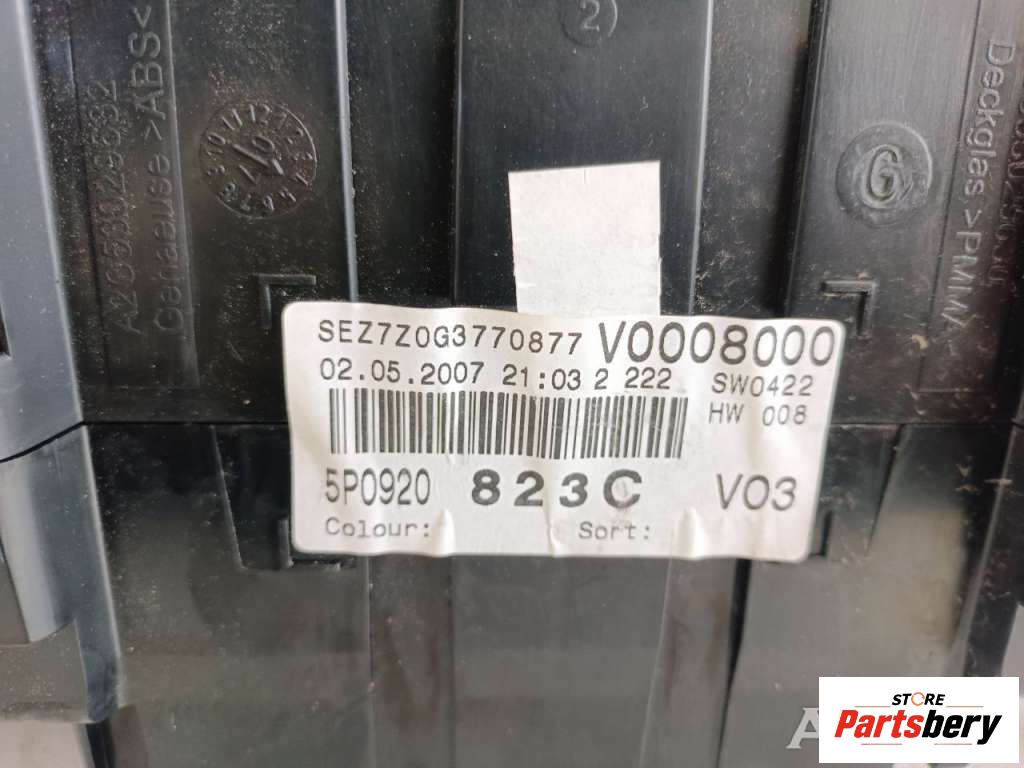 Gehaeuse >ABS<
2
G
Deckglas >PMMA<
SEZ7Z0G3770877 V0008000
02.05.2007 21:03 2 222 SW0422
HW 008
5P0920 823C V03
Colour: Sort:
STORE
Partsbery